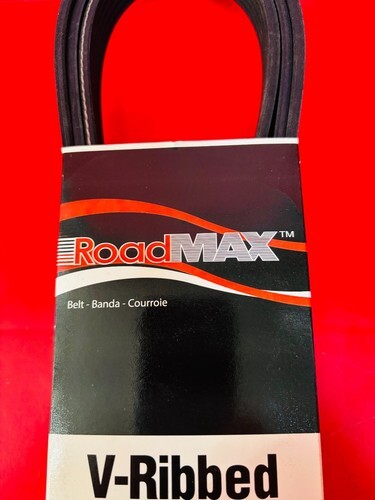 RoadMAX™
Belt - Banda - Courroie
V-Ribbed